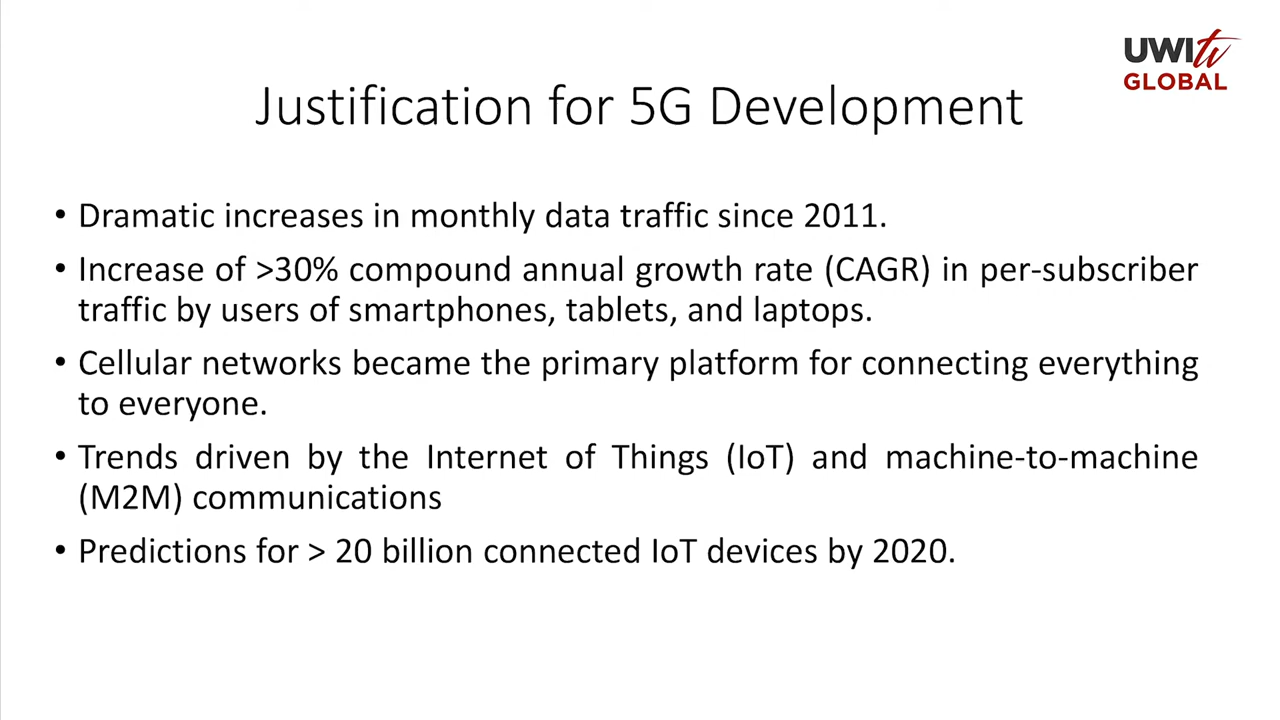 UWI tv
GLOBAL
Justification for 5G Development
• Dramatic increases in monthly data traffic since 2011.
• Increase of >30% compound annual growth rate (CAGR) in per-subscriber
traffic by users of smartphones, tablets, and laptops.
• Cellular networks became the primary platform for connecting everything
to everyone.
• Trends driven by the Internet of Things (IoT) and machine-to-machine
(M2M) communications
• Predictions for > 20 billion connected IoT devices by 2020.